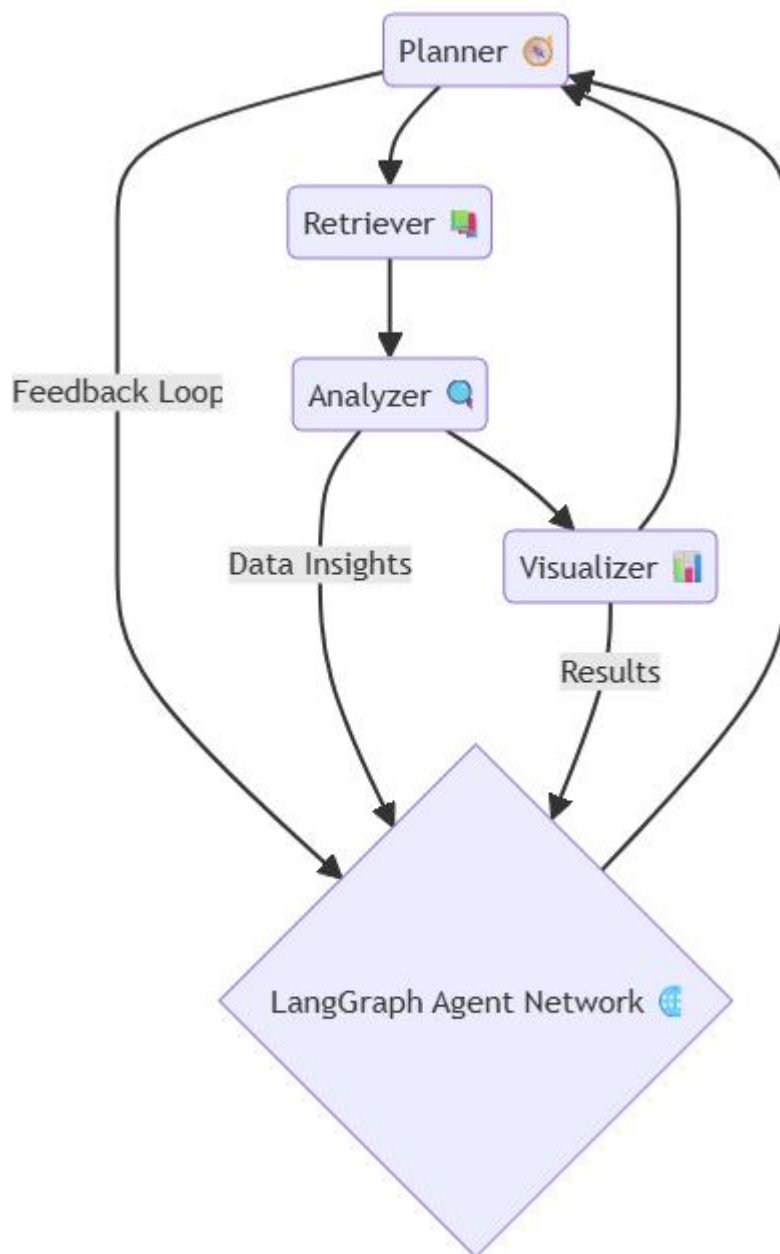 Planner 🧭
Retriever 📚
Analyzer 🔍
Feedback Loop
Data Insights
Visualizer 📊
Results
LangGraph Agent Network 🌐